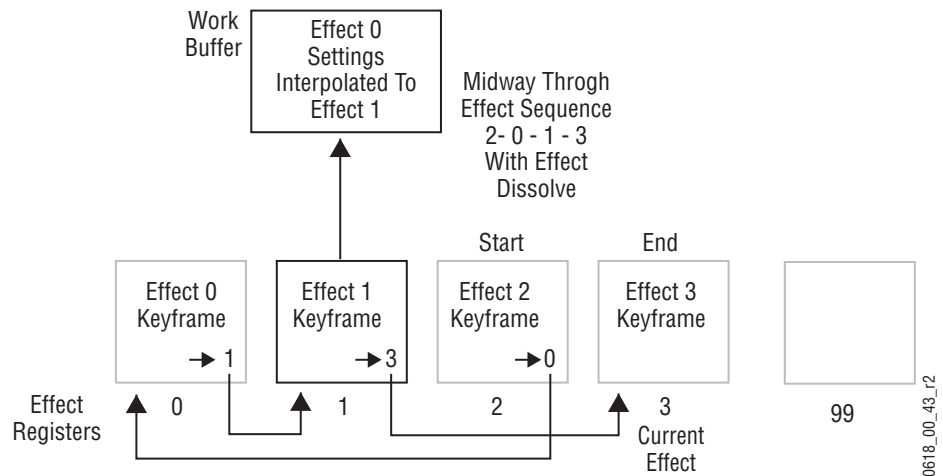 Work
Buffer
Effect 0
Settings
Interpolated To
Effect 1
Midway Throgh
Effect Sequence
2- 0 - 1 - 3
With Effect
Dissolve
Start
End
Effect 0
Keyframe
1
Effect 1
Keyframe
3
Effect 2
Keyframe
0
Effect 3
Keyframe
Effect
Registers
0
1
2
3
Current
Effect
99
0618_00_43_r2